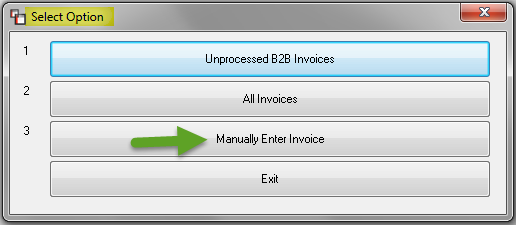 Select Option
1 Unprocessed B2B Invoices
2 All Invoices
3 Manually Enter Invoice
Exit